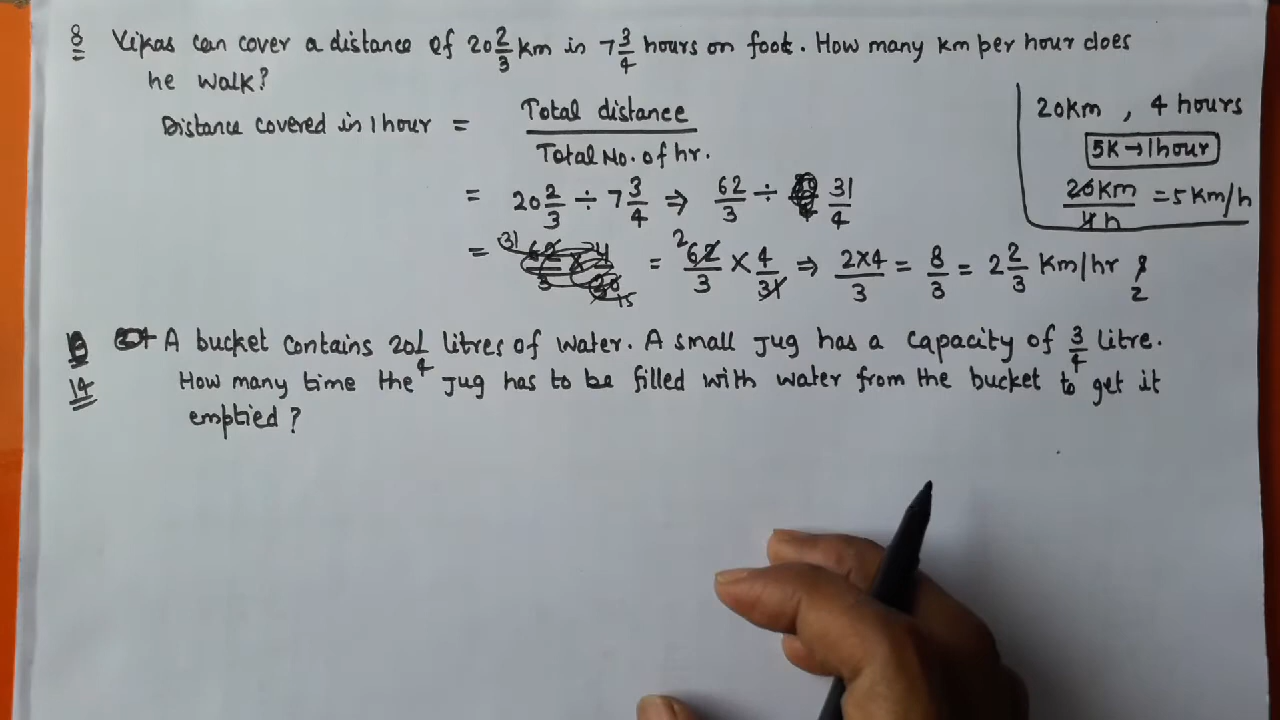 8 Vikas can cover a distance of 20 2/3 km in 7 3/4 hours on foot. How many km per hour does
he walk?
Distance covered in 1 hour = Total distance / Total No. of hr.
= 20 2/3 ÷ 7 3/4 ⇒ 62/3 ÷ 31/4
= = 62/3 × 4/31 ⇒ 2×4/3 = 8/3 = 2 2/3 km/hr
20km , 4 hours
5K → 1 hour
20km / 4h = 5 km/h
14 A bucket contains 20 1/4 litres of water. A small Jug has a capacity of 3/4 litre.
How many time the Jug has to be filled with water from the bucket to get it
emptied?